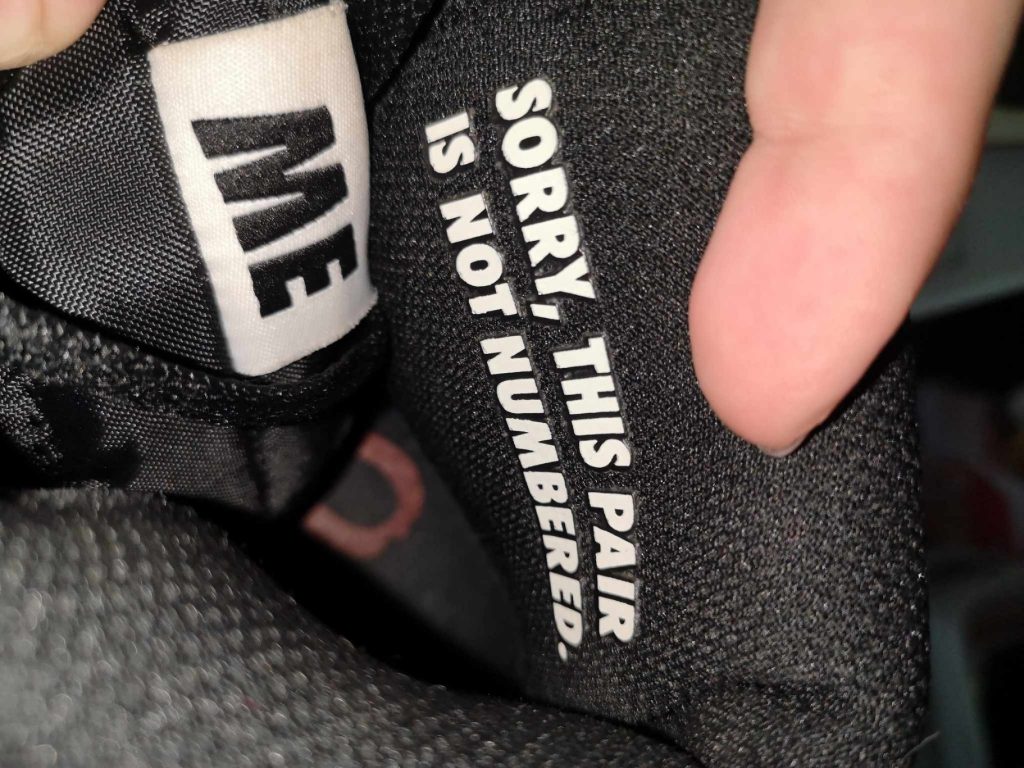 ME
SORRY, THIS PAIR
IS NOT NUMBERED.